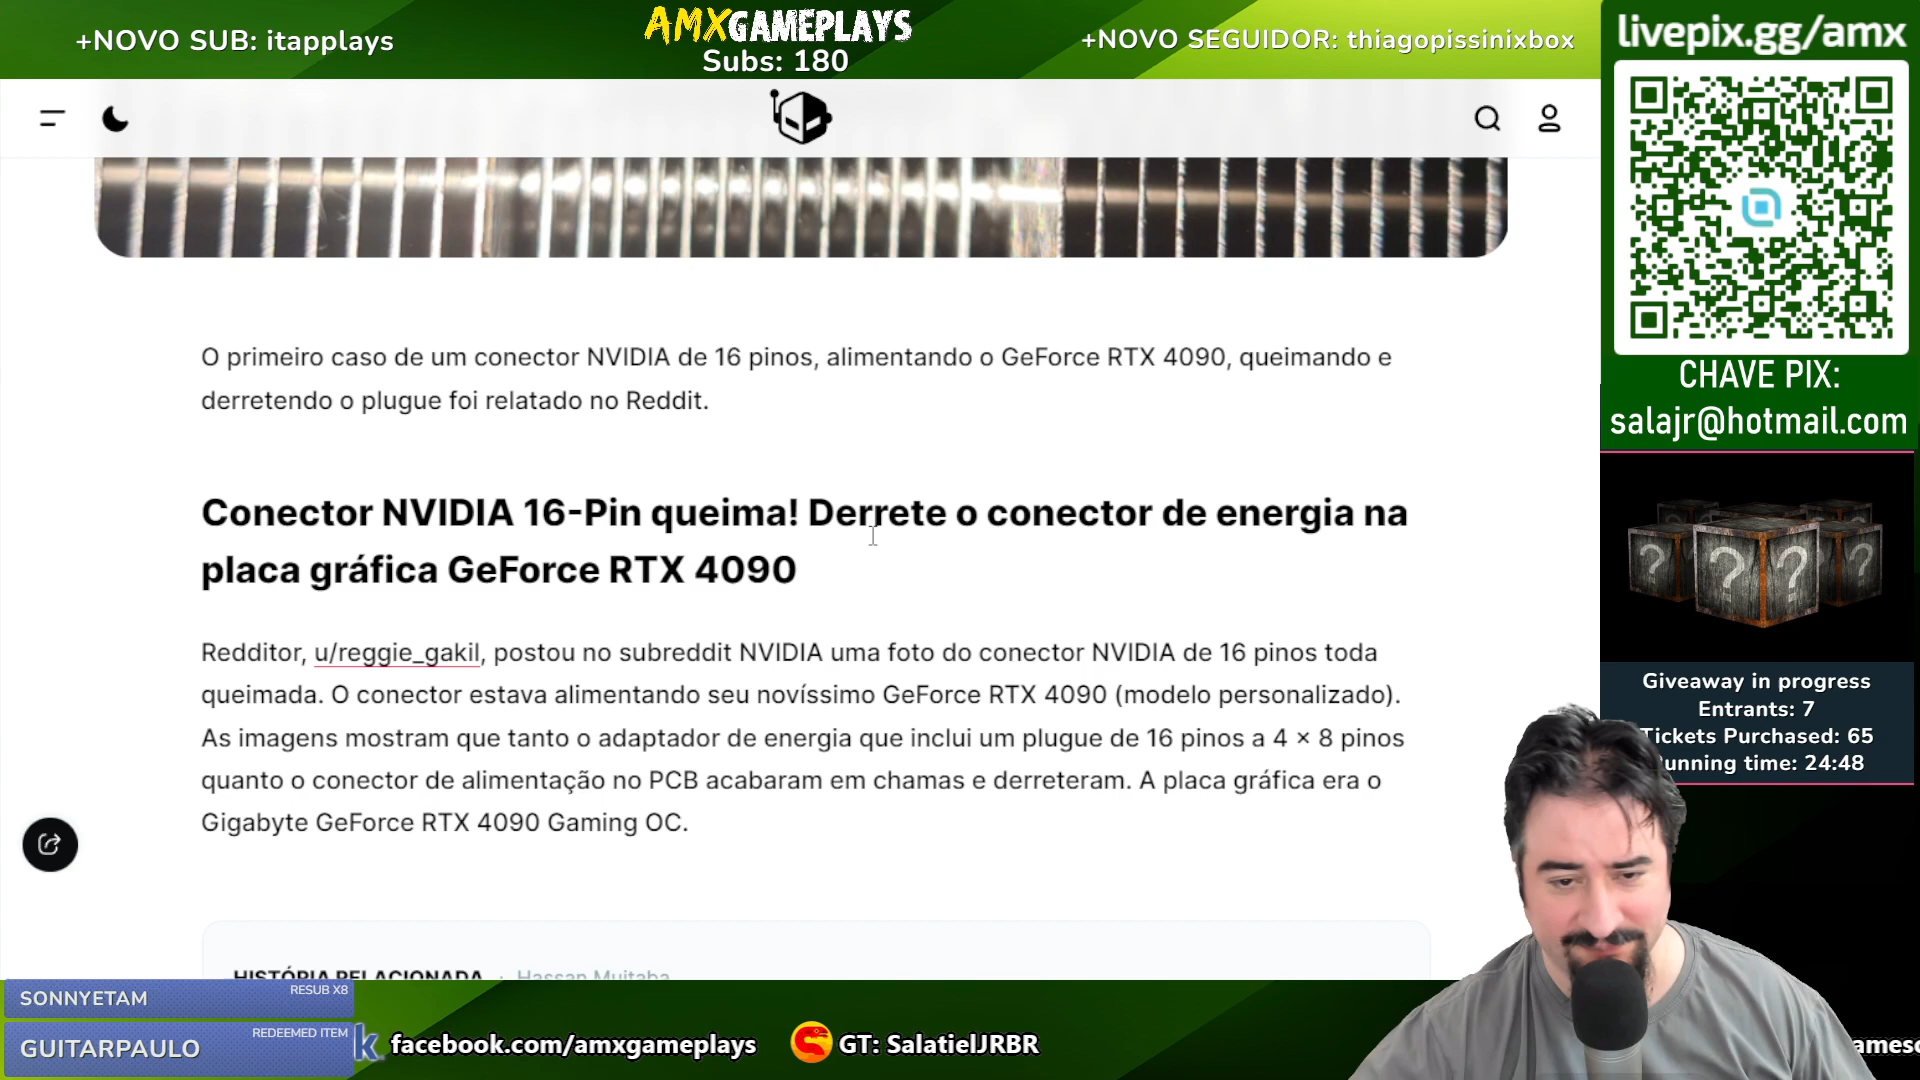 +NOVO SUB: itapplays
AMXGAMEPLAYS
Subs: 180
+NOVO SEGUIDOR: thiagopissinixbox
livepix.gg/amx
O primeiro caso de um conector NVIDIA de 16 pinos, alimentando o GeForce RTX 4090, queimando e
derretendo o plugue foi relatado no Reddit.
Conector NVIDIA 16-Pin queima! Derrete o conector de energia na
placa gráfica GeForce RTX 4090
Redditor, u/reggie_gakil, postou no subreddit NVIDIA uma foto do conector NVIDIA de 16 pinos toda
queimada. O conector estava alimentando seu novíssimo GeForce RTX 4090 (modelo personalizado).
As imagens mostram que tanto o adaptador de energia que inclui um plugue de 16 pinos a 4 × 8 pinos
quanto o conector de alimentação no PCB acabaram em chamas e derreteram. A placa gráfica era o
Gigabyte GeForce RTX 4090 Gaming OC.
HISTÓRIA RELACIONADA · Hassan Mujtaba
CHAVE PIX:
salajr@hotmail.com
? ? ? ?
Giveaway in progress
Entrants: 7
Tickets Purchased: 65
unning time: 24:48
SONNYETAM
RESUB X8
GUITARPAULO
REDEEMED ITEM
k facebook.com/amxgameplays
GT: SalatielJRBR